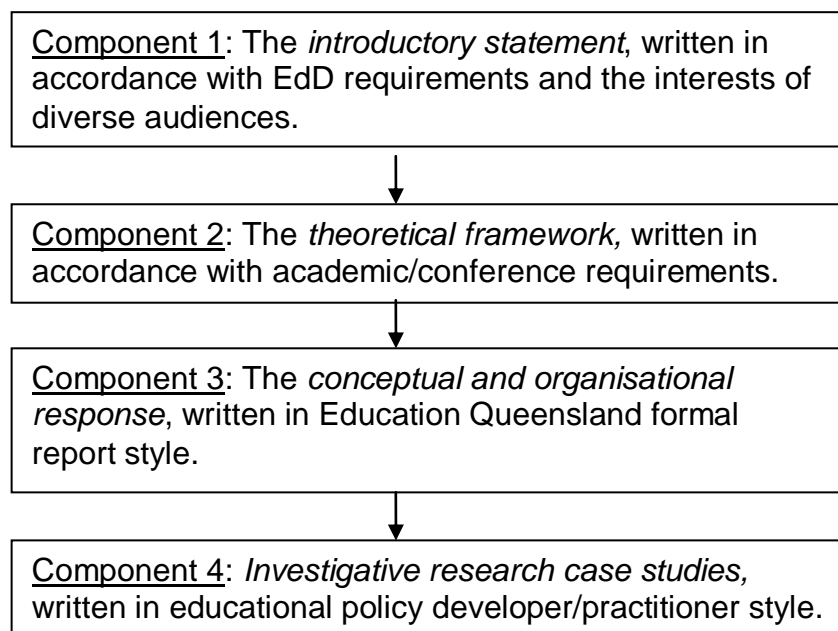 Component 1: The introductory statement, written in
accordance with EdD requirements and the interests of
diverse audiences.
Component 2: The theoretical framework, written in
accordance with academic/conference requirements.
Component 3: The conceptual and organisational
response, written in Education Queensland formal
report style.
Component 4: Investigative research case studies,
written in educational policy developer/practitioner style.